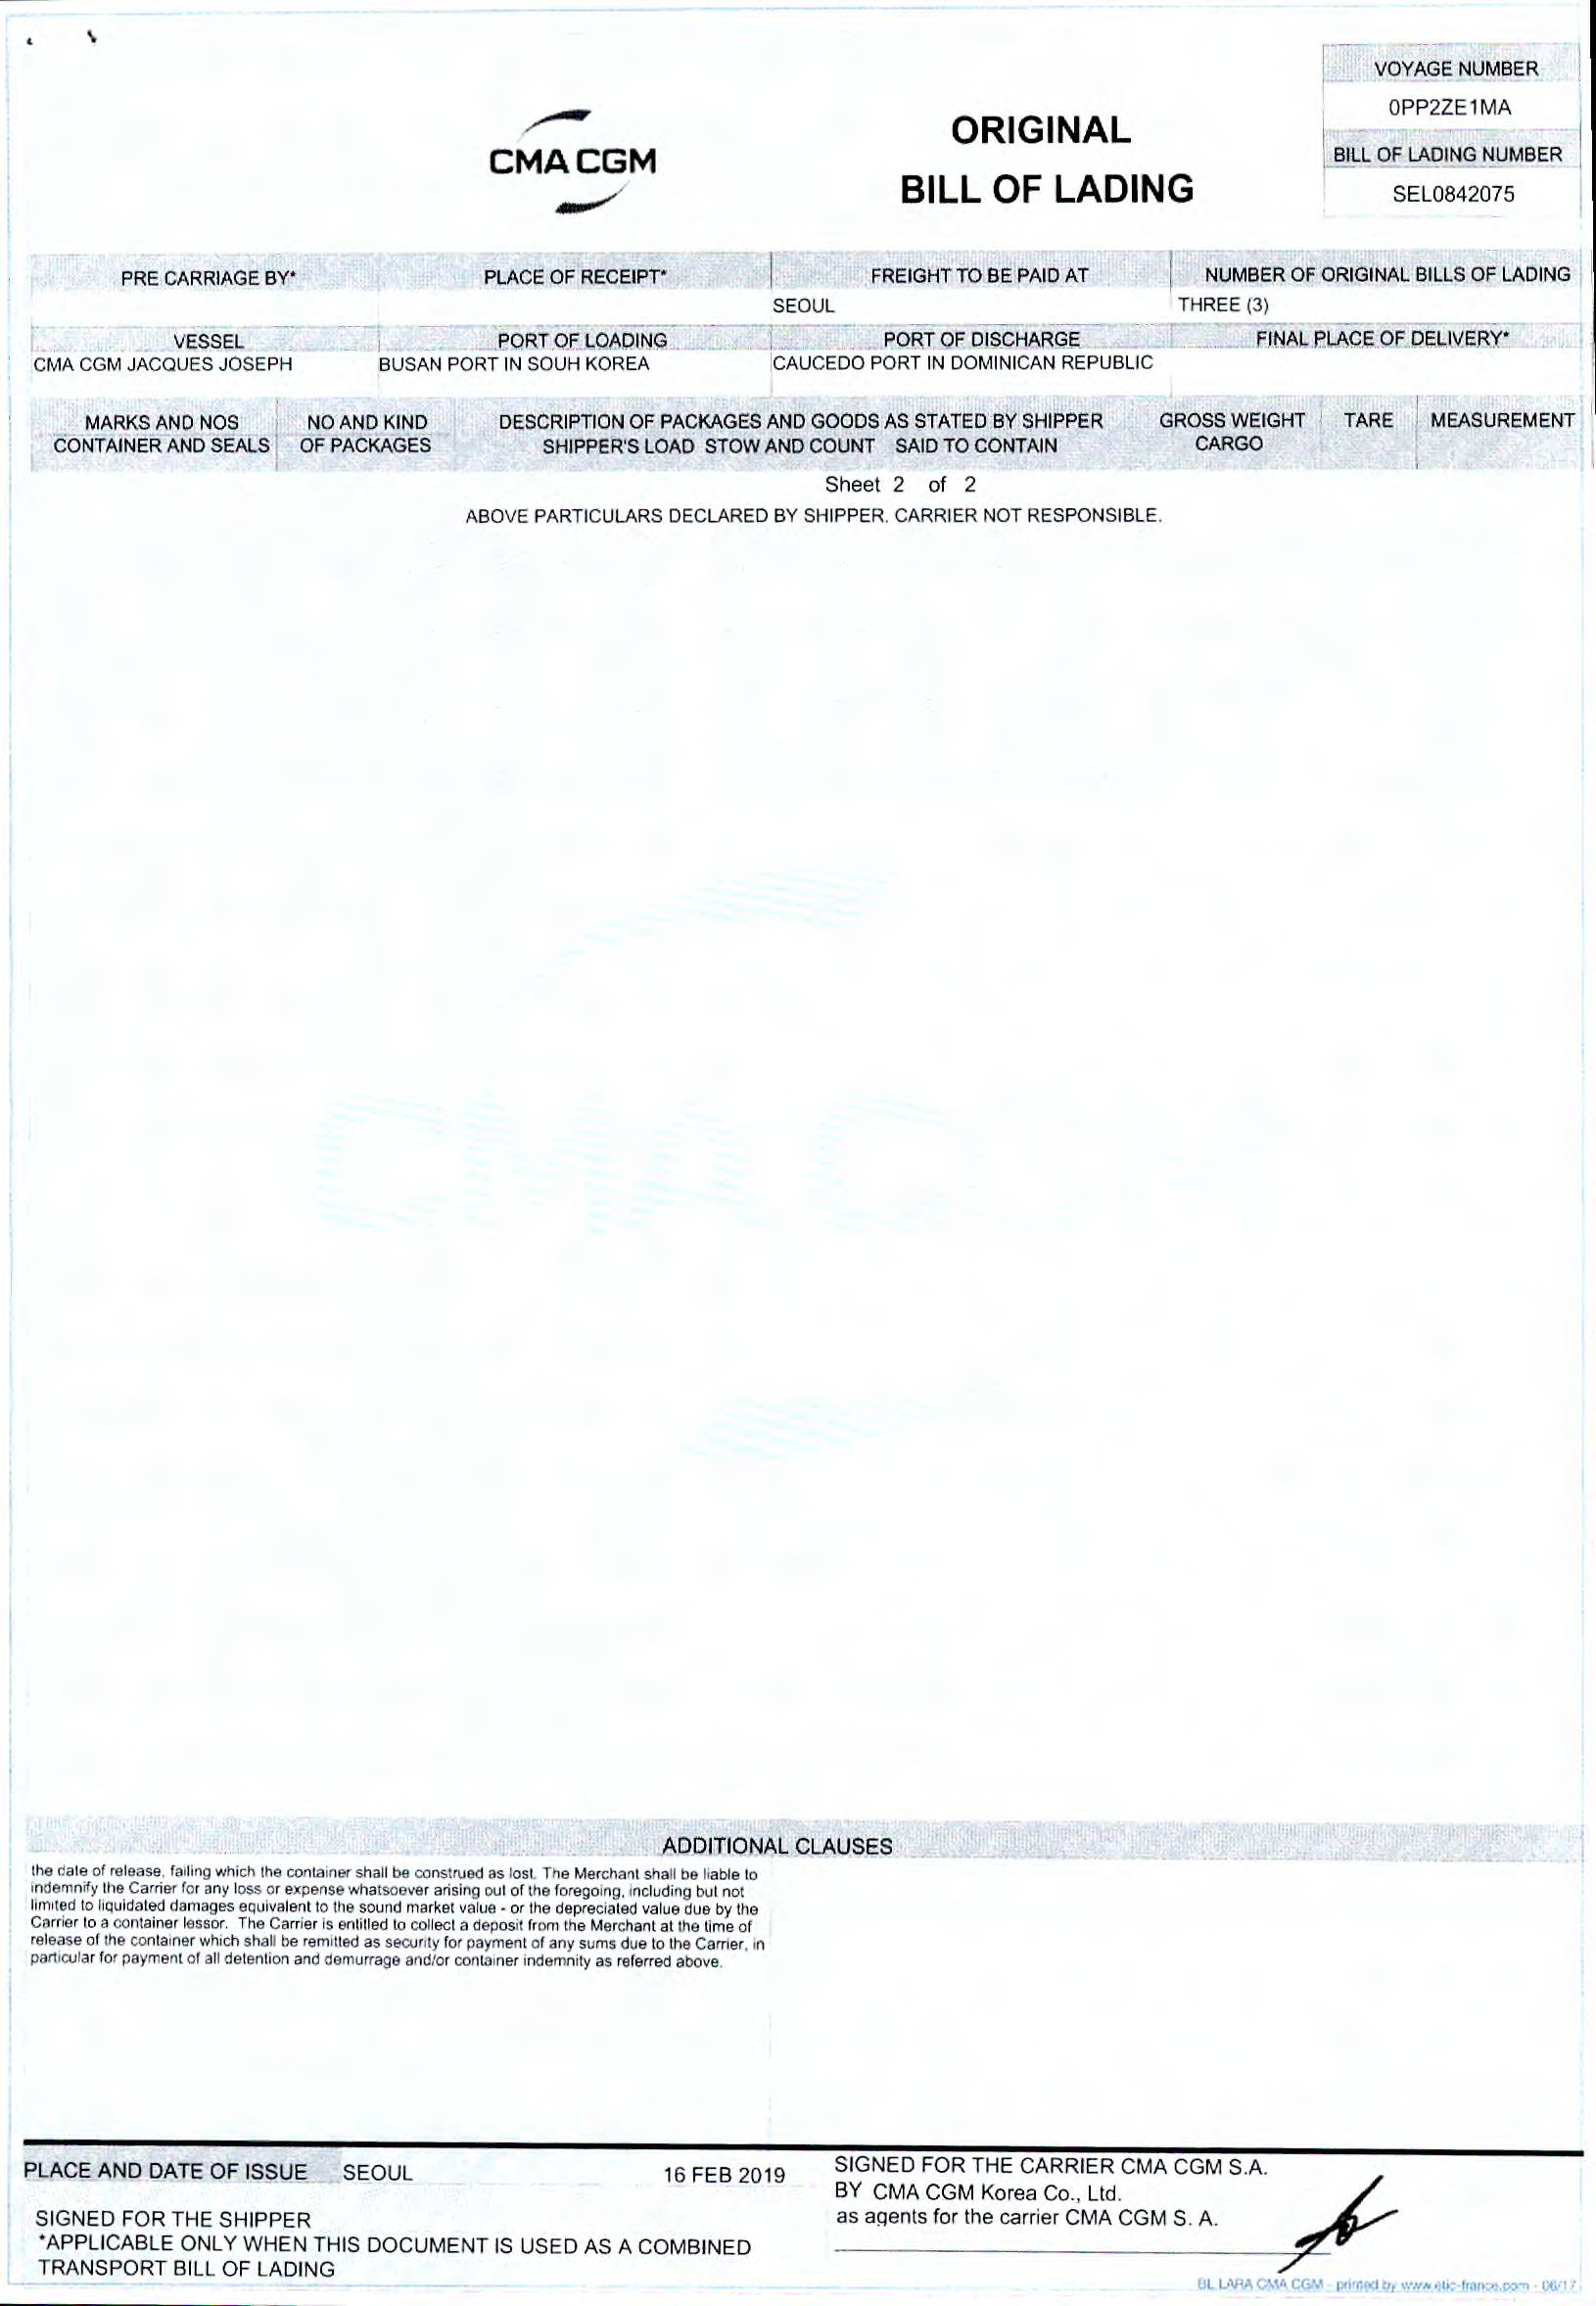 VOYAGE NUMBER
0PP2ZE1MA
CMA CGM
ORIGINAL
BILL OF LADING
BILL OF LADING NUMBER
SEL0842075
PRE CARRIAGE BY* PLACE OF RECEIPT* FREIGHT TO BE PAID AT NUMBER OF ORIGINAL BILLS OF LADING
SEOUL THREE (3)
VESSEL PORT OF LOADING PORT OF DISCHARGE FINAL PLACE OF DELIVERY*
CMA CGM JACQUES JOSEPH BUSAN PORT IN SOUH KOREA CAUCEDO PORT IN DOMINICAN REPUBLIC
MARKS AND NOS NO AND KIND DESCRIPTION OF PACKAGES AND GOODS AS STATED BY SHIPPER GROSS WEIGHT TARE MEASUREMENT
CONTAINER AND SEALS OF PACKAGES SHIPPER'S LOAD STOW AND COUNT SAID TO CONTAIN CARGO
Sheet 2 of 2
ABOVE PARTICULARS DECLARED BY SHIPPER. CARRIER NOT RESPONSIBLE.
CMA CGM
ADDITIONAL CLAUSES
the date of release, failing which the container shall be construed as lost. The Merchant shall be liable to
indemnify the Carrier for any loss or expense whatsoever arising out of the foregoing, including but not
limited to liquidated damages equivalent to the sound market value - or the depreciated value due by the
Carrier to a container lessor. The Carrier is entitled to collect a deposit from the Merchant at the time of
release of the container which shall be remitted as security for payment of any sums due to the Carrier, in
particular for payment of all detention and demurrage and/or container indemnity as referred above.
PLACE AND DATE OF ISSUE SEOUL 16 FEB 2019
SIGNED FOR THE CARRIER CMA CGM S.A.
BY CMA CGM Korea Co., Ltd.
as agents for the carrier CMA CGM S. A.
SIGNED FOR THE SHIPPER
*APPLICABLE ONLY WHEN THIS DOCUMENT IS USED AS A COMBINED
TRANSPORT BILL OF LADING
BL LARA CMA CGM - printed by www.etic-france.com - 06/17